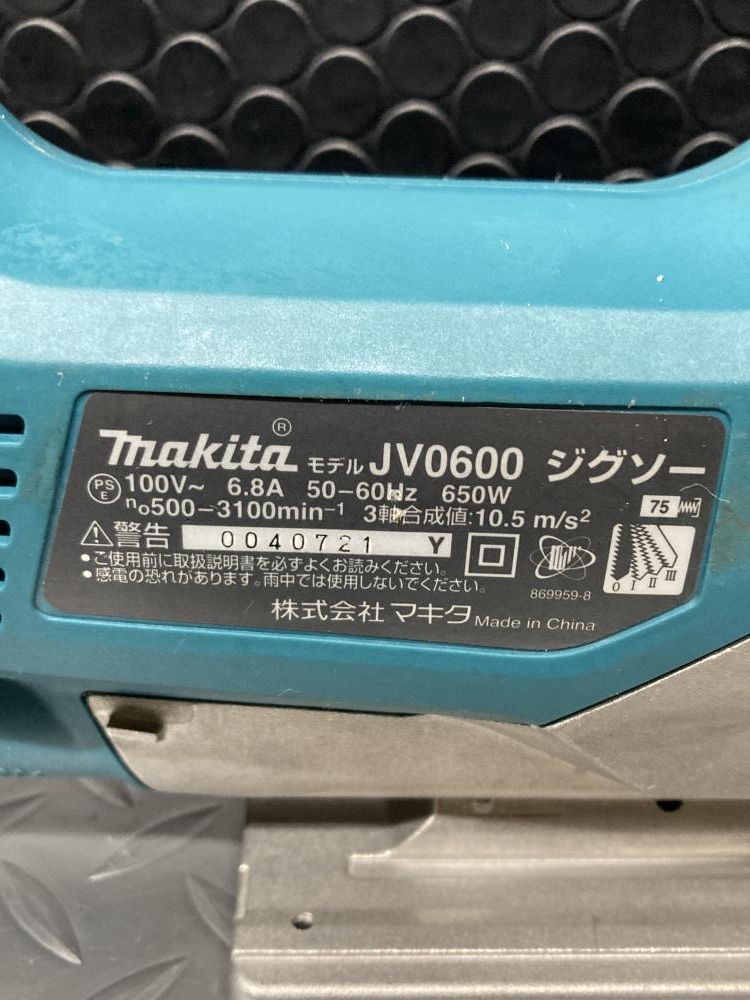 makita® モデル JV0600 ジグソー
PS E 100V~ 6.8A 50-60Hz 650W
n₀500-3100min⁻¹ 3軸合成値:10.5 m/s² 75
⚠警告 0040721 Y
•ご使用前に取扱説明書を必ずよくお読みください。
•感電の恐れがあります。雨中では使用しないでください。
869959-8
0 I II III
株式会社 マキタ Made in China